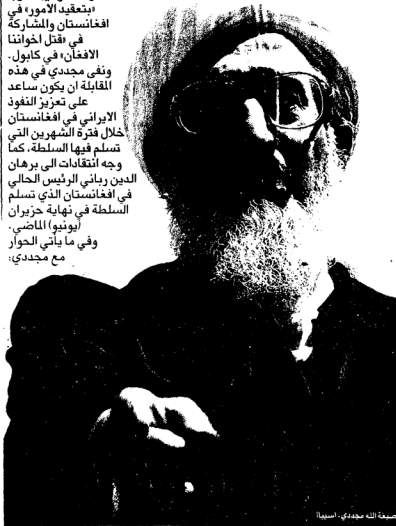 «بتعقيد الامور» في
افغانستان والمشاركة
في «قتل اخواننا
الافغان» في كابول.
ونفى مجددي في هذه
المقابلة ان يكون ساعد
على تعزيز النفوذ
الايراني في افغانستان
خلال فترة الشهرين التي
تسلم فيها السلطة، كما
وجه انتقادات الى برهان
الدين رباني الرئيس الحالي
في افغانستان الذي تسلم
السلطة في نهاية حزيران
(يونيو) الماضي.
وفي ما يأتي الحوار
مع مجددي:
صبغة الله مجددي.